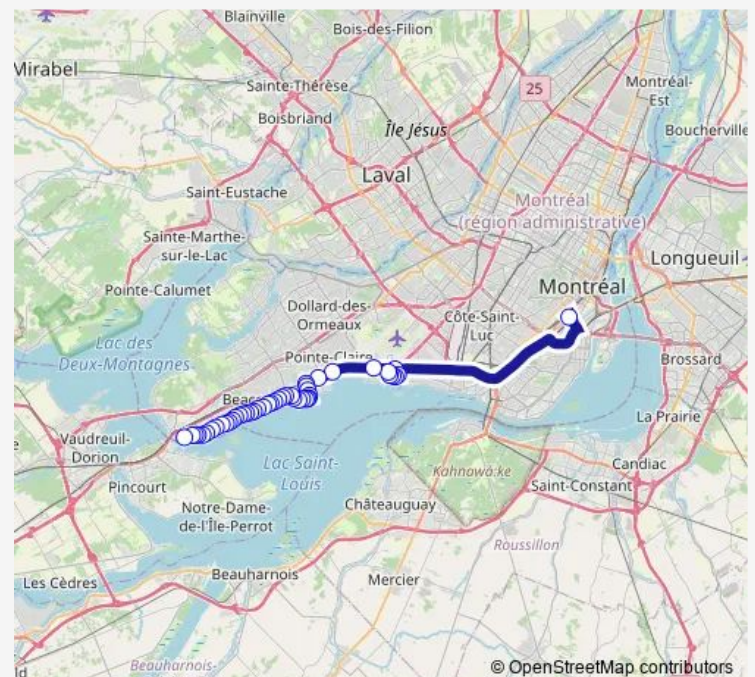 Blainville
Bois-des-Filion
Mirabel
Sainte-Thérèse
25
Montréal-
Est
Boisbriand
Île Jésus
Boucherville
Laval
Saint-Eustache
Montréal
(région administrative)
Sainte-Marthe-
sur-le-Lac
Longueuil
Pointe-Calumet
Montréal
Dollard-des-
Ormeaux
Côte-Saint-
Luc
Lac des
Deux-Montagnes
Pointe-Claire
Brossard
Beac
La Prairie
Vaudreuil-
Dorion
Lac Saint-
Louis
Kahnawà:ke
Candiac
Pincourt
Saint-Constant
Notre-Dame-
de-l'Île-Perrot
Châteauguay
Roussillon
Les Cèdres
Beauharnois
Mercier
Beauharnois-
ld
© OpenStreetMap contributors